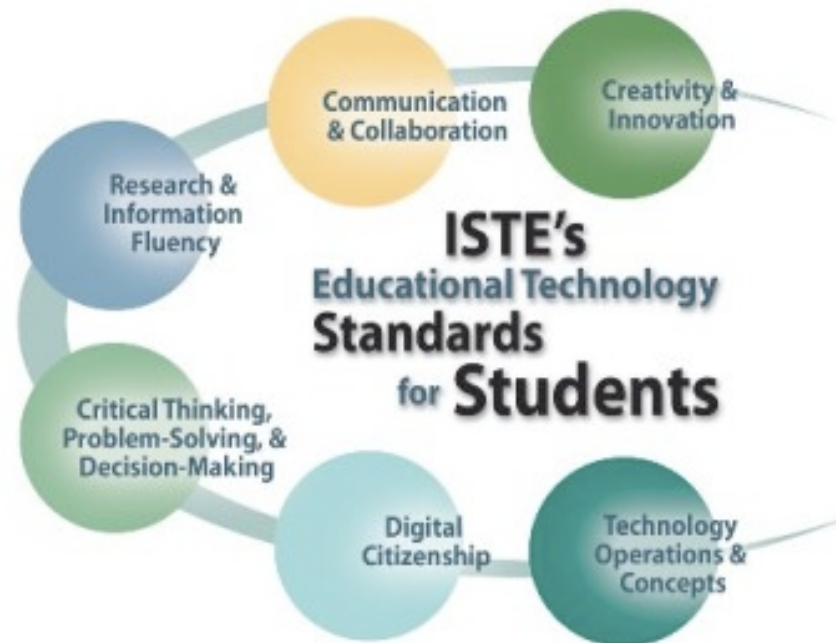 Creativity &
Innovation
Communication
& Collaboration
Research &
Information
Fluency
ISTE's
Educational Technology
Standards
for Students
Critical Thinking,
Problem-Solving, &
Decision-Making
Digital
Citizenship
Technology
Operations &
Concepts